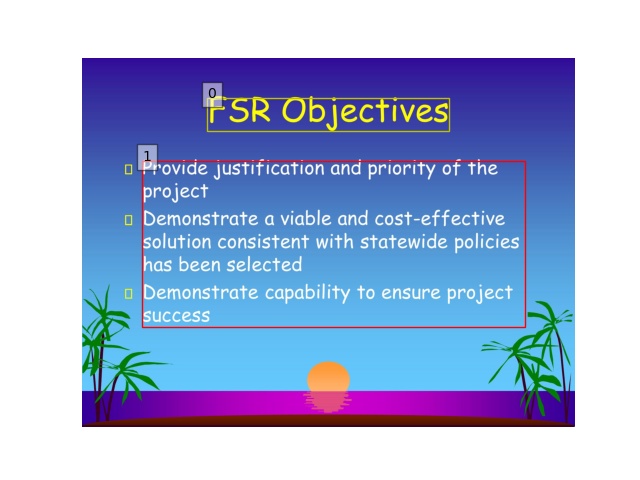 0
FSR Objectives
1
Provide justification and priority of the
project
Demonstrate a viable and cost-effective
solution consistent with statewide policies
has been selected
Demonstrate capability to ensure project
success